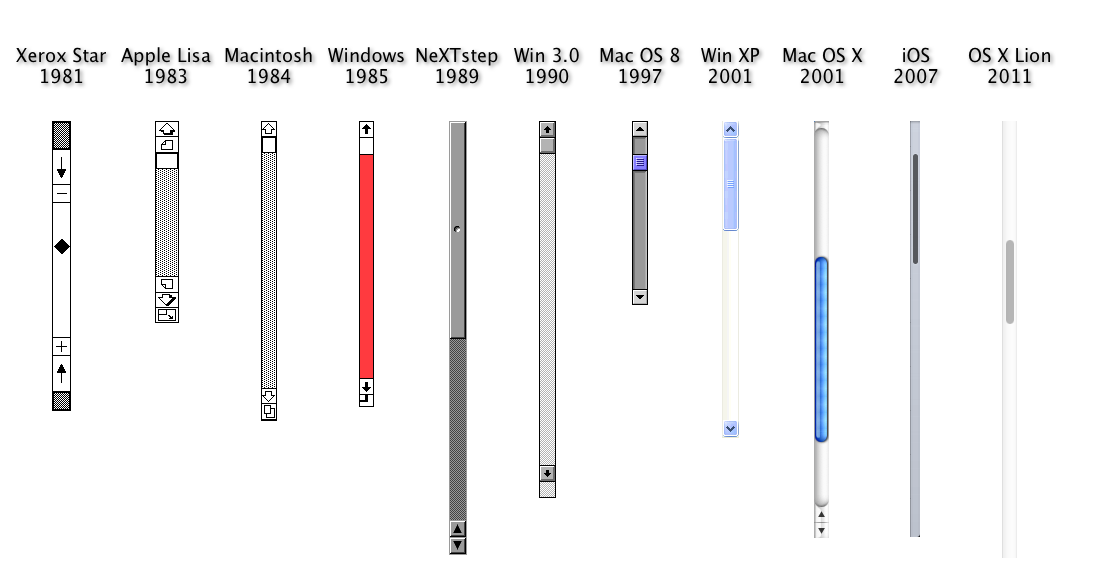 Xerox Star
1981
Apple Lisa
1983
Macintosh
1984
Windows
1985
NeXTstep
1989
Win 3.0
1990
Mac OS 8
1997
Win XP
2001
Mac OS X
2001
iOS
2007
OS X Lion
2011